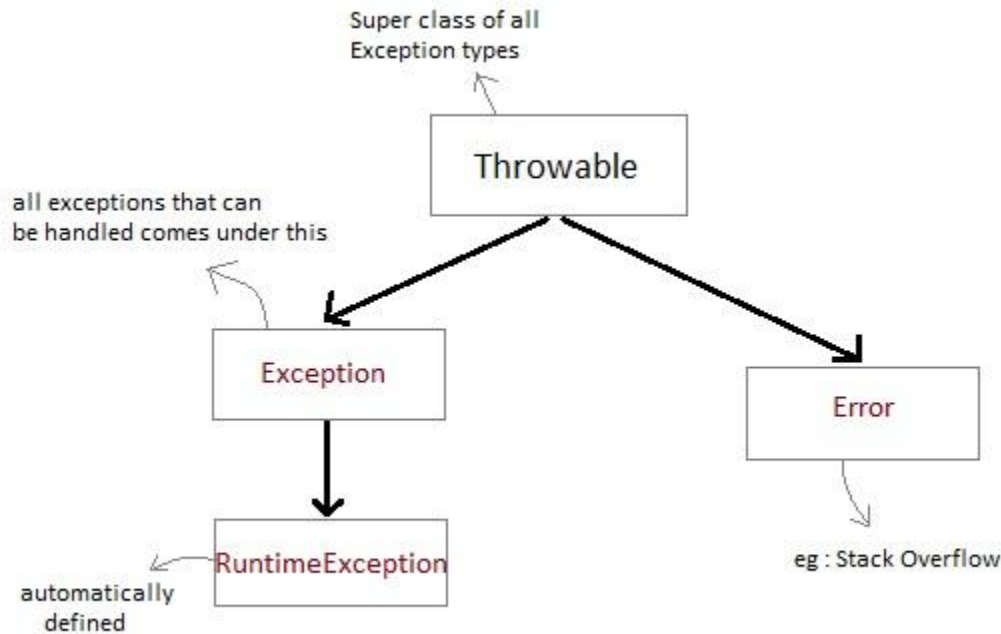 Super class of all
Exception types
Throwable
all exceptions that can
be handled comes under this
Exception
Error
RuntimeException
eg : Stack Overflow
automatically
defined